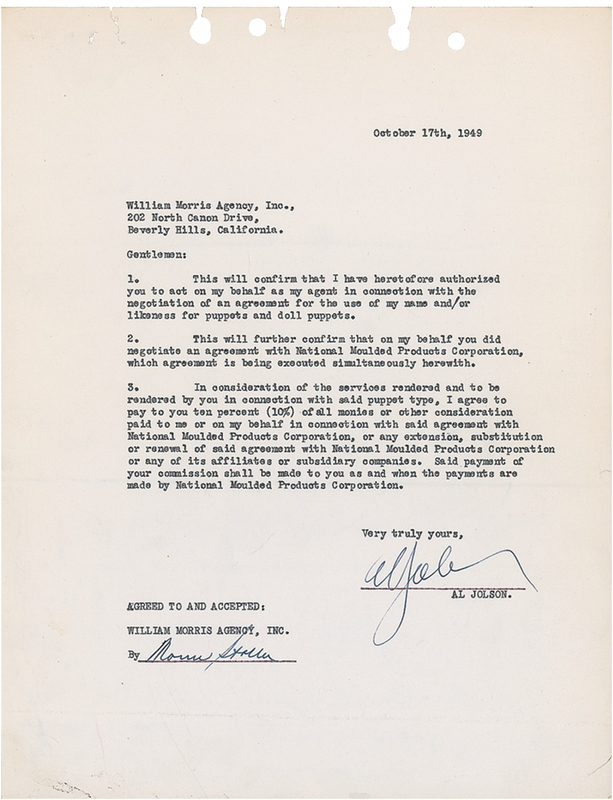 October 17th, 1949
William Morris Agency, Inc.,
202 North Canon Drive,
Beverly Hills, California.
Gentlemen:
1. This will confirm that I have heretofore authorized
you to act on my behalf as my agent in connection with the
negotiation of an agreement for the use of my name and/or
likeness for puppets and doll puppets.
2. This will further confirm that on my behalf you did
negotiate an agreement with National Moulded Products Corporation,
which agreement is being executed simultaneously herewith.
3. In consideration of the services rendered and to be
rendered by you in connection with said puppet type, I agree to
pay to you ten percent (10%) of all monies or other consideration
paid to me or on my behalf in connection with said agreement with
National Moulded Products Corporation, or any extension, substitution
or renewal of said agreement with National Moulded Products Corporation
or any of its affiliates or subsidiary companies. Said payment of
your commission shall be made to you as and when the payments are
made by National Moulded Products Corporation.
Very truly yours,
Al Jolson
AL JOLSON.
AGREED TO AND ACCEPTED:
WILLIAM MORRIS AGENCY, INC.
By